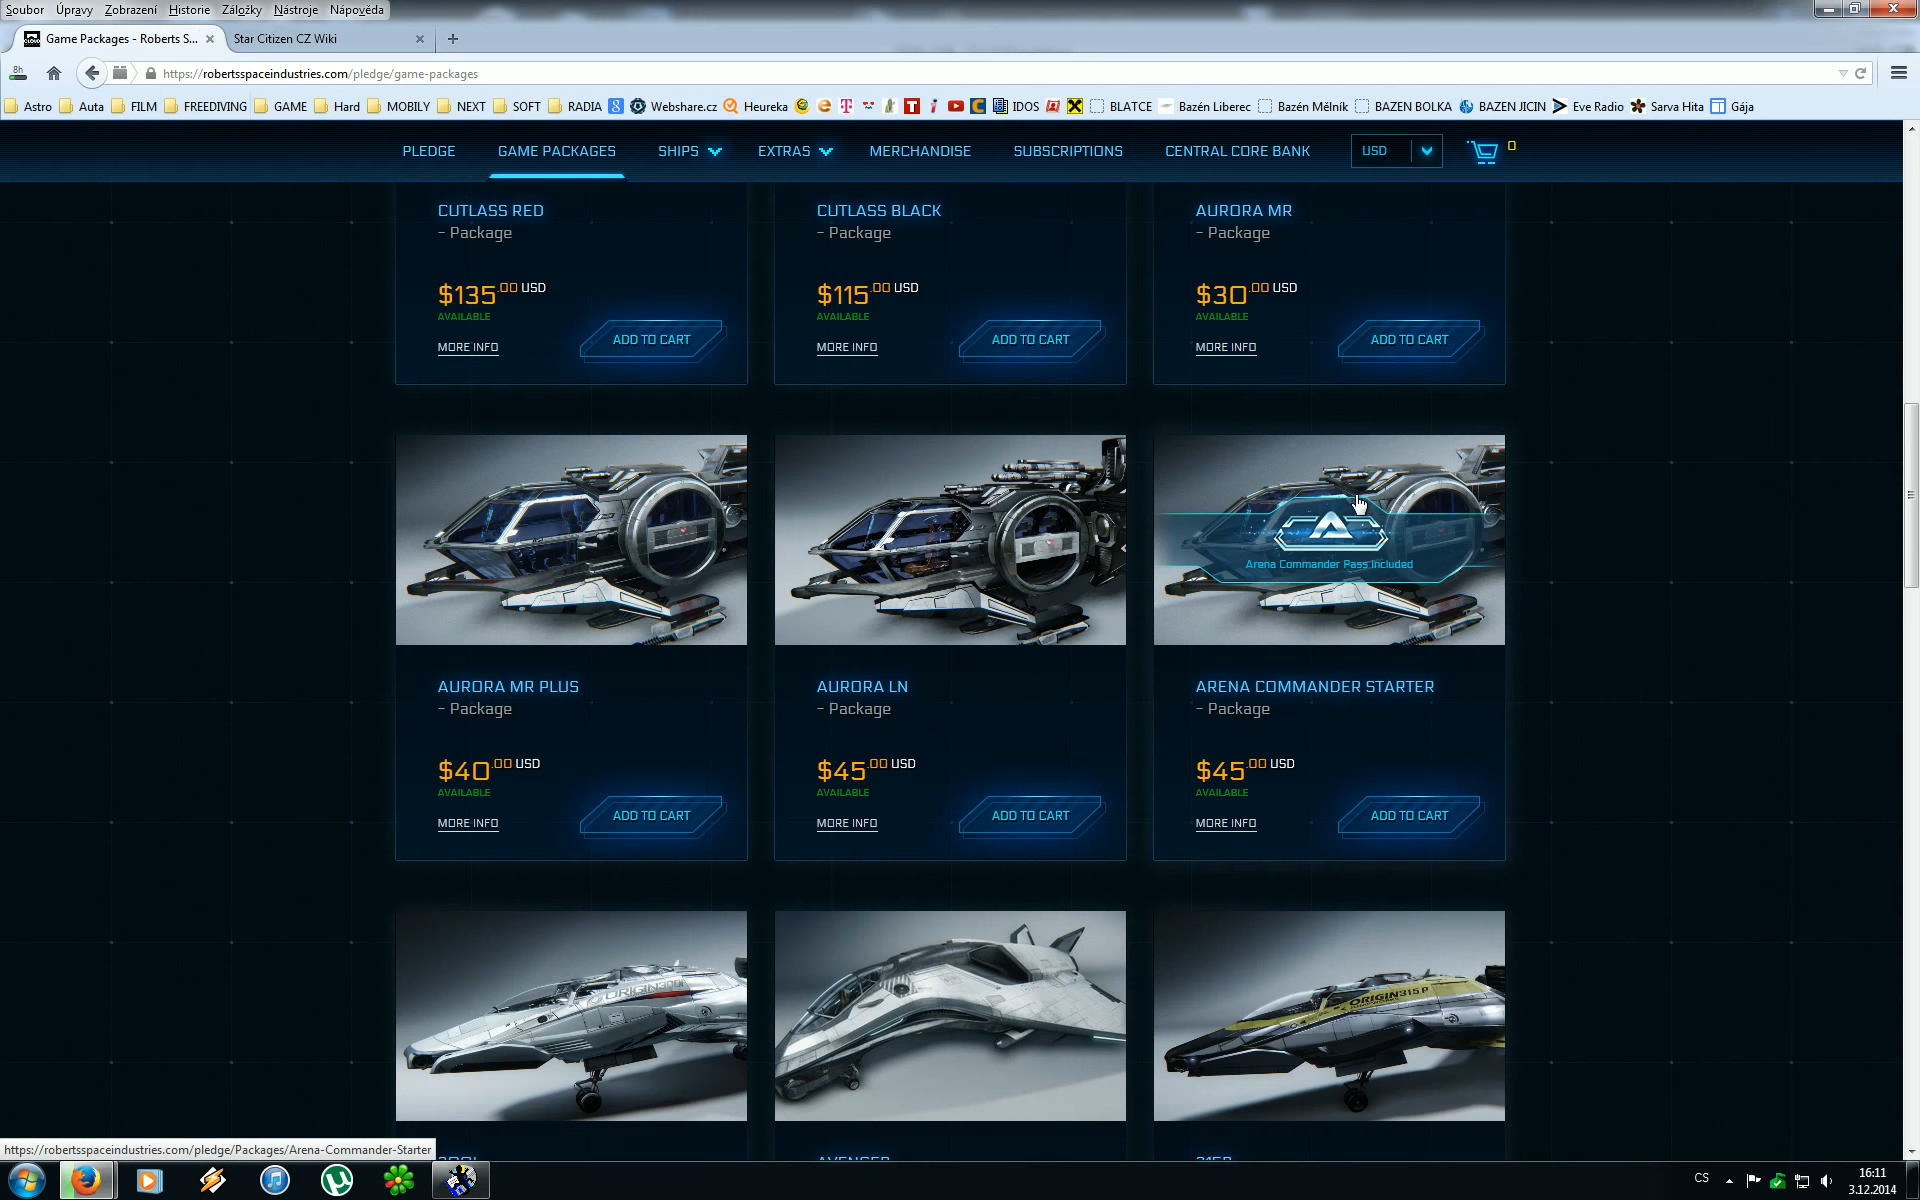 Soubor Úpravy Zobrazení Historie Záložky Nástroje Nápověda
Game Packages - Roberts S... Star Citizen CZ Wiki
8h https://robertsspaceindustries.com/pledge/game-packages
Astro Auta FILM FREEDIVING GAME Hard MOBILY NEXT SOFT RADIA Webshare.cz Heureka IDOS BLATCE Bazén Liberec Bazén Mělník BAZEN BOLKA BAZEN JICIN Eve Radio Sarva Hita Gája
PLEDGE GAME PACKAGES SHIPS EXTRAS MERCHANDISE SUBSCRIPTIONS CENTRAL CORE BANK USD 0
CUTLASS RED CUTLASS BLACK AURORA MR
- Package - Package - Package
$135.00 USD $115.00 USD $30.00 USD
AVAILABLE AVAILABLE AVAILABLE
MORE INFO ADD TO CART MORE INFO ADD TO CART MORE INFO ADD TO CART
Arena Commander Pass Included
AURORA MR PLUS AURORA LN ARENA COMMANDER STARTER
- Package - Package - Package
$40.00 USD $45.00 USD $45.00 USD
AVAILABLE AVAILABLE AVAILABLE
MORE INFO ADD TO CART MORE INFO ADD TO CART MORE INFO ADD TO CART
ORIGIN300i ORIGIN315P
https://robertsspaceindustries.com/pledge/Packages/Arena-Commander-Starter
AVENGER 315P
CS 16:11
3.12.2014